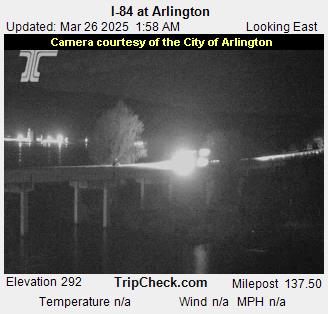 I-84 at Arlington
Updated: Mar 26 2025 1:58 AM Looking East
Camera courtesy of the City of Arlington
Elevation 292 TripCheck.com Milepost 137.50
Temperature n/a Wind n/a MPH n/a